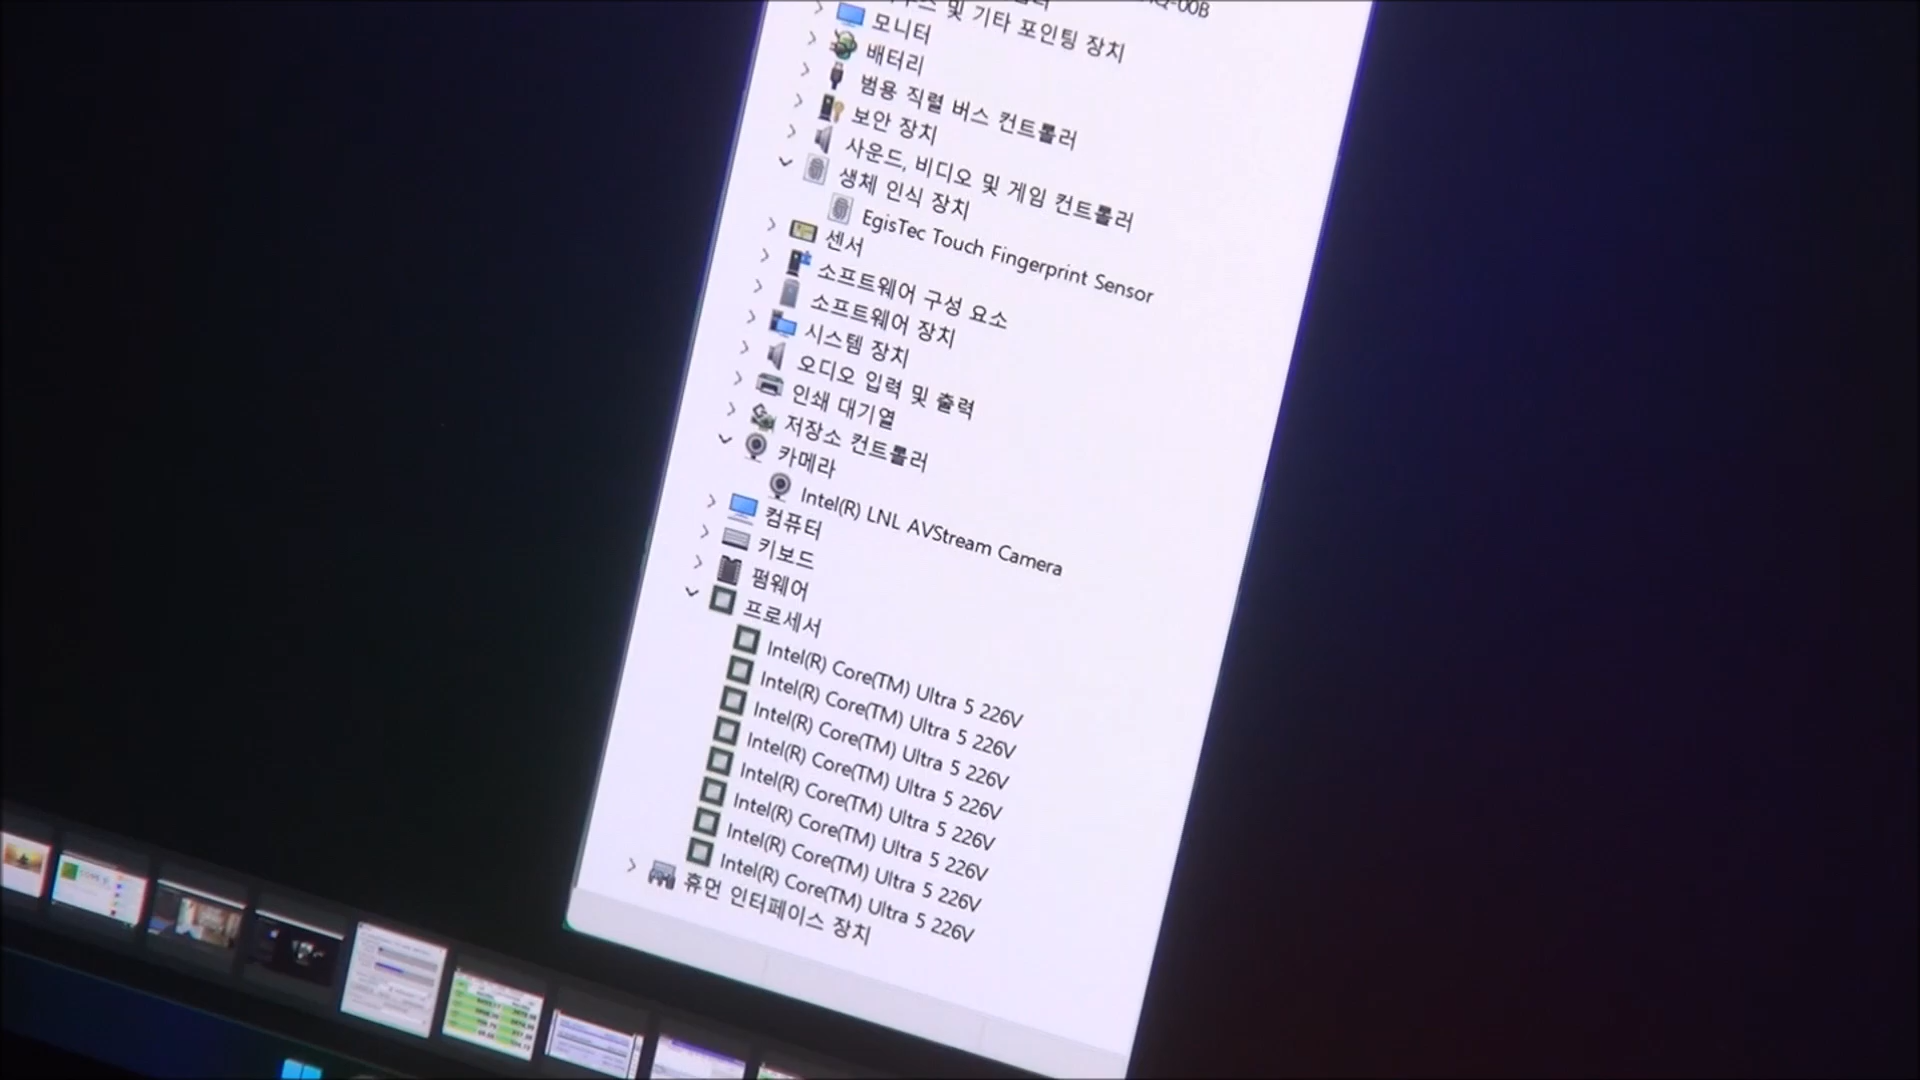 및 기타 포인팅 장치
모니터
배터리
범용 직렬 버스 컨트롤러
보안 장치
사운드, 비디오 및 게임 컨트롤러
생체 인식 장치
EgisTec Touch Fingerprint Sensor
센서
소프트웨어 구성 요소
소프트웨어 장치
시스템 장치
오디오 입력 및 출력
인쇄 대기열
저장소 컨트롤러
카메라
Intel(R) LNL AVStream Camera
컴퓨터
키보드
펌웨어
프로세서
Intel(R) Core(TM) Ultra 5 226V
Intel(R) Core(TM) Ultra 5 226V
Intel(R) Core(TM) Ultra 5 226V
Intel(R) Core(TM) Ultra 5 226V
Intel(R) Core(TM) Ultra 5 226V
Intel(R) Core(TM) Ultra 5 226V
Intel(R) Core(TM) Ultra 5 226V
Intel(R) Core(TM) Ultra 5 226V
휴먼 인터페이스 장치